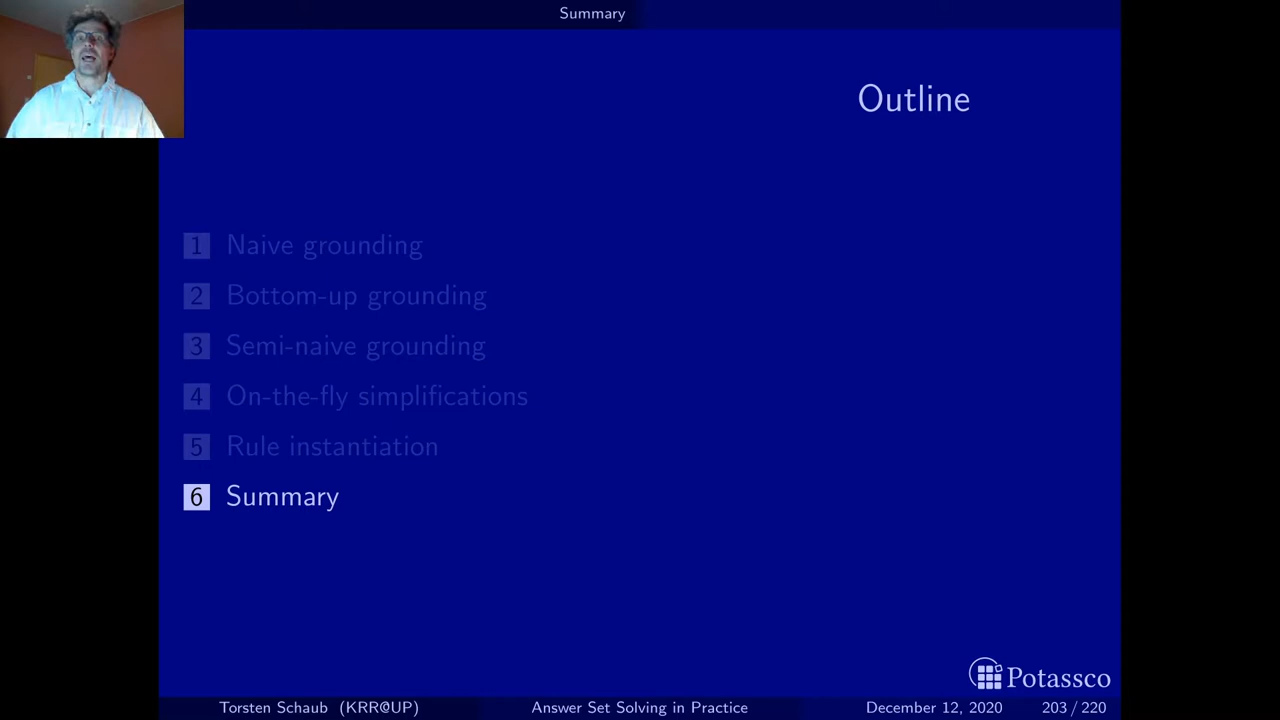 Summary
Outline
1 Naive grounding
2 Bottom-up grounding
3 Semi-naive grounding
4 On-the-fly simplifications
5 Rule instantiation
6 Summary
Potassco
Torsten Schaub (KRR@UP) Answer Set Solving in Practice December 12, 2020 203 / 220